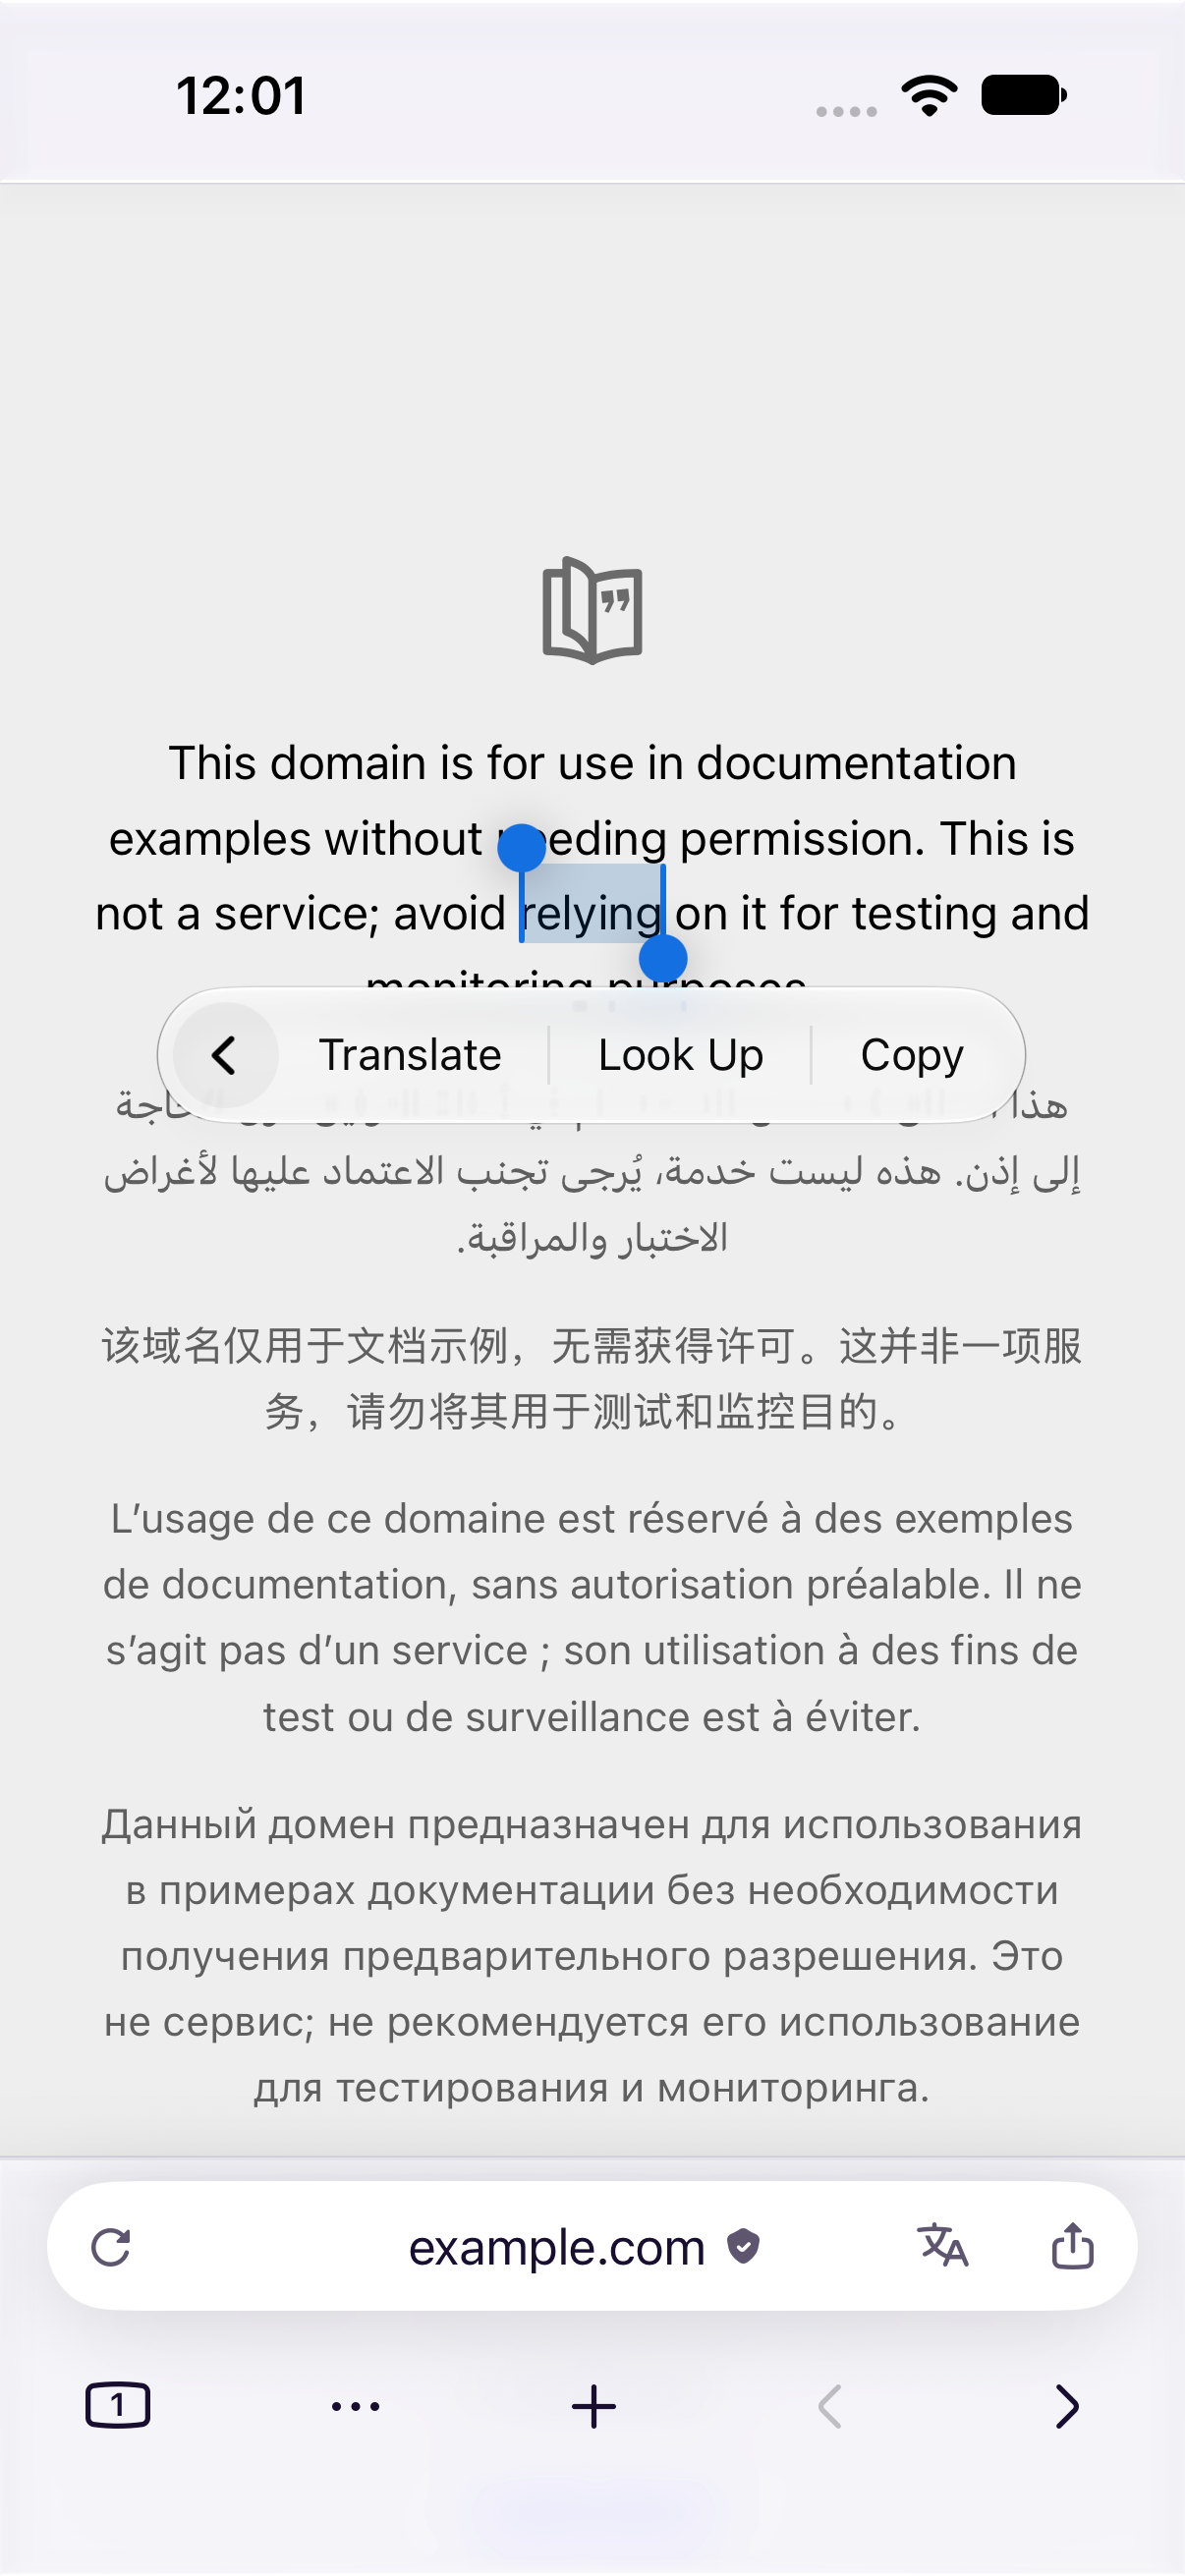 12:01
This domain is for use in documentation
examples without permission. This is
not a service; avoid relying on it for testing and
monitoring purposes
Translate
Look Up
Copy
هذا
إلى إذن. هذه ليست خدمة، يُرجى تجنب الاعتماد عليها لأغراض
الاختبار والمراقبة.
该域名仅用于文档示例，无需获得许可。这并非一项服
务，请勿将其用于测试和监控目的。
L’usage de ce domaine est réservé à des exemples
de documentation, sans autorisation préalable. Il ne
s’agit pas d’un service ; son utilisation à des fins de
test ou de surveillance est à éviter.
Данный домен предназначен для использования
в примерах документации без необходимости
получения предварительного разрешения. Это
не сервис; не рекомендуется его использование
для тестирования и мониторинга.
example.com
1